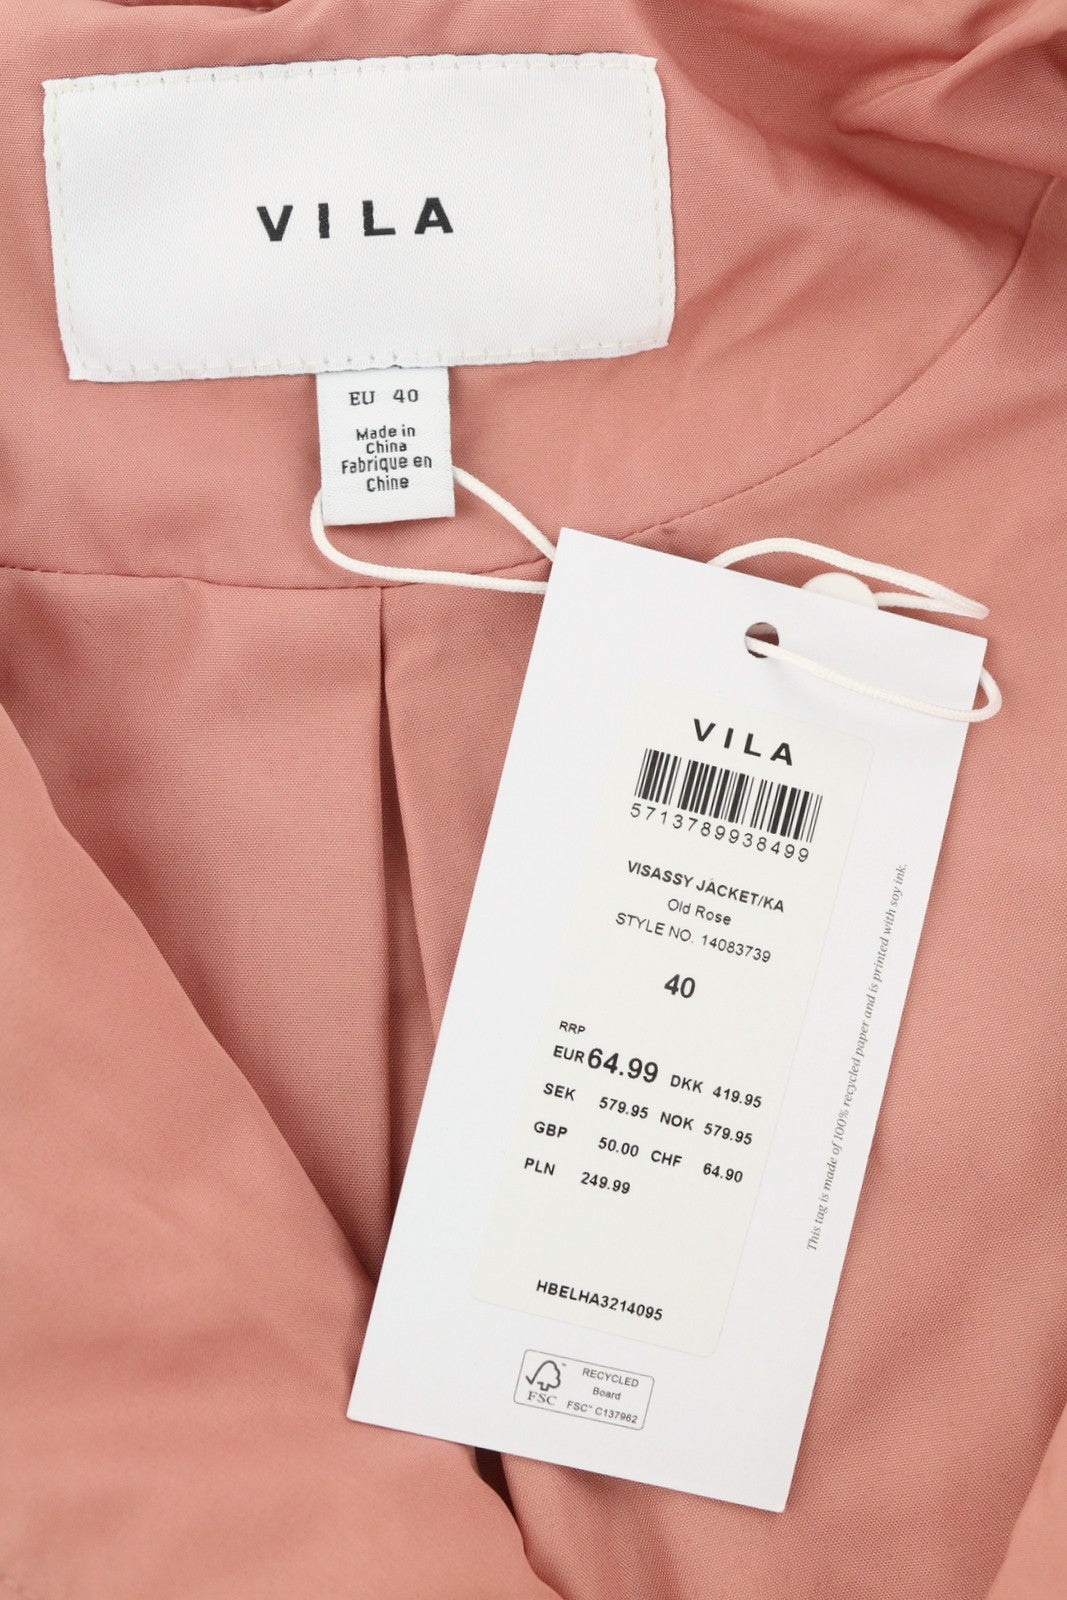 VILA
EU 40
Made in
China
Fabrique en
Chine
VILA
5713789938499
VISASSY JACKET/KA
Old Rose
STYLE NO. 14083739
40
RRP
EUR 64.99 DKK 419.95
SEK 579.95 NOK 579.95
GBP 50.00 CHF 64.90
PLN 249.99
HBELHA3214095
FSC
RECYCLED
Board
FSC™ C137962
This tag is made of 100% recycled paper and is printed with soy ink.